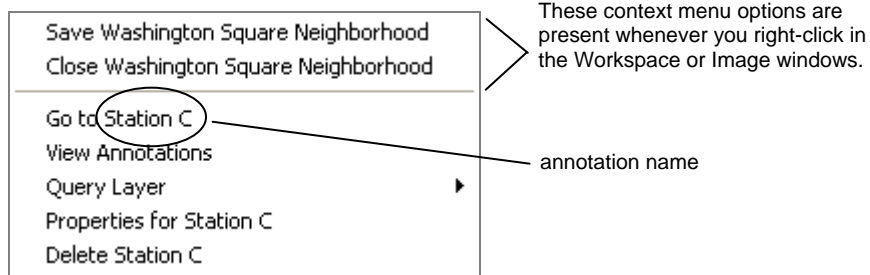 Save Washington Square Neighborhood
Close Washington Square Neighborhood
These context menu options are
present whenever you right-click in
the Workspace or Image windows.
Go to Station C
View Annotations
Query Layer
Properties for Station C
Delete Station C
annotation name